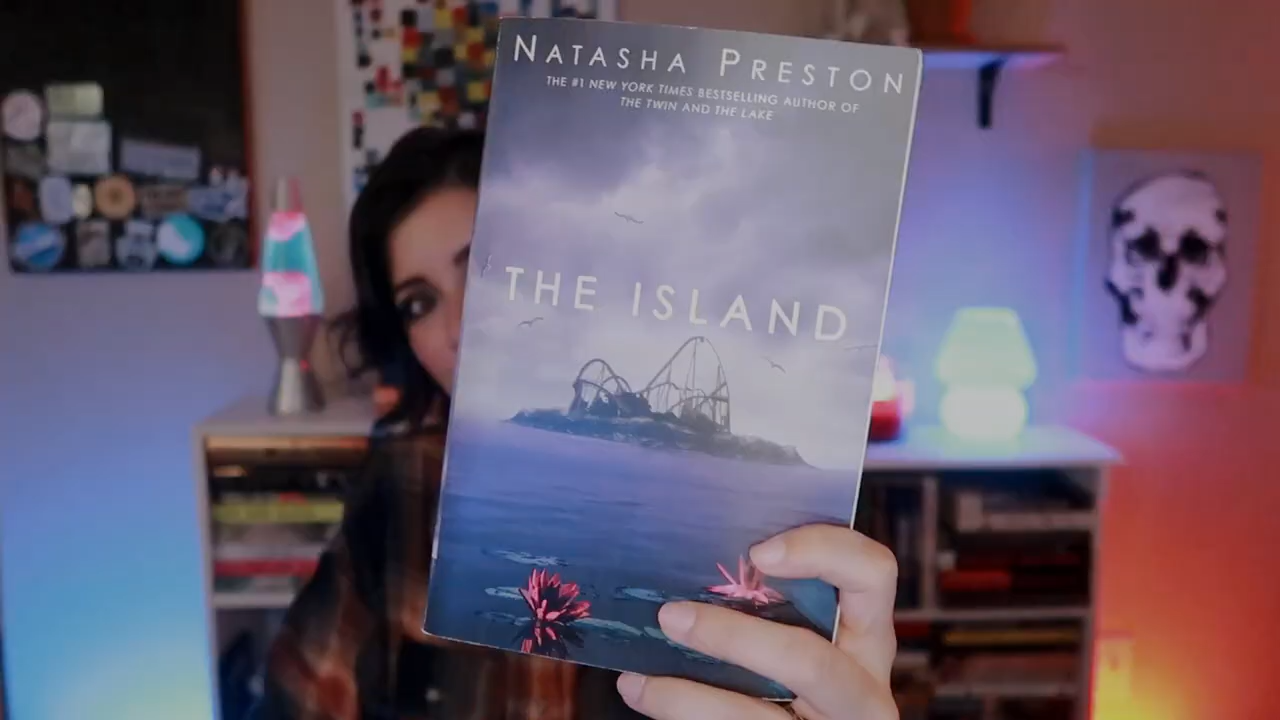 NATASHA PRESTON
THE #1 NEW YORK TIMES BESTSELLING AUTHOR OF
THE TWIN AND THE LAKE
THE ISLAND